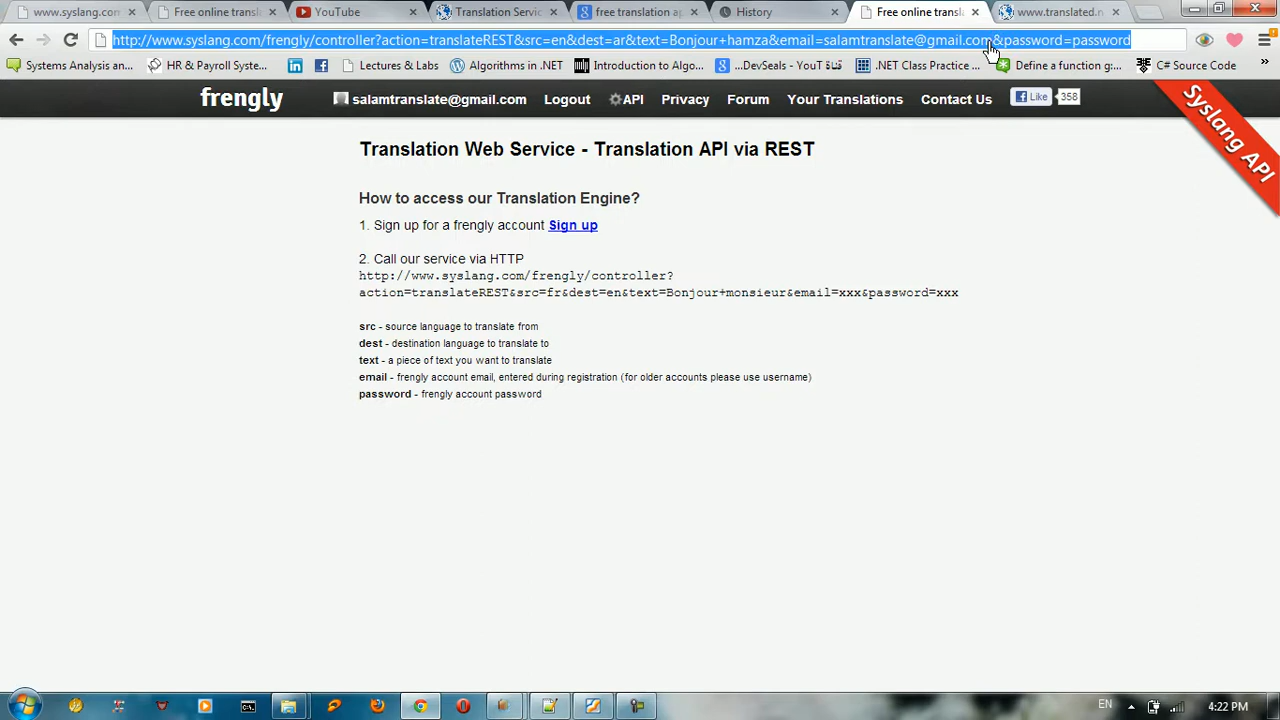 www.syslang.com
Free online transl
YouTube
Translation Servic
free translation ap
History
Free online transl
www.translated.n
http://www.syslang.com/frengly/controller?action=translateREST&src=en&dest=ar&text=Bonjour+hamza&email=salamtranslate@gmail.com&password=password
Systems Analysis an...
HR & Payroll Syste...
Lectures & Labs
Algorithms in .NET
Introduction to Algo...
...DevSeals - YouT
.NET Class Practice ...
Define a function g...
C# Source Code
»
frengly
salamtranslate@gmail.com
Logout
API
Privacy
Forum
Your Translations
Contact Us
Like
358
Syslang API
Translation Web Service - Translation API via REST
How to access our Translation Engine?
1. Sign up for a frengly account Sign up
2. Call our service via HTTP
http://www.syslang.com/frengly/controller?
action=translateREST&src=fr&dest=en&text=Bonjour+monsieur&email=xxx&password=xxx
src - source language to translate from
dest - destination language to translate to
text - a piece of text you want to translate
email - frengly account email, entered during registration (for older accounts please use username)
password - frengly account password
EN
4:22 PM